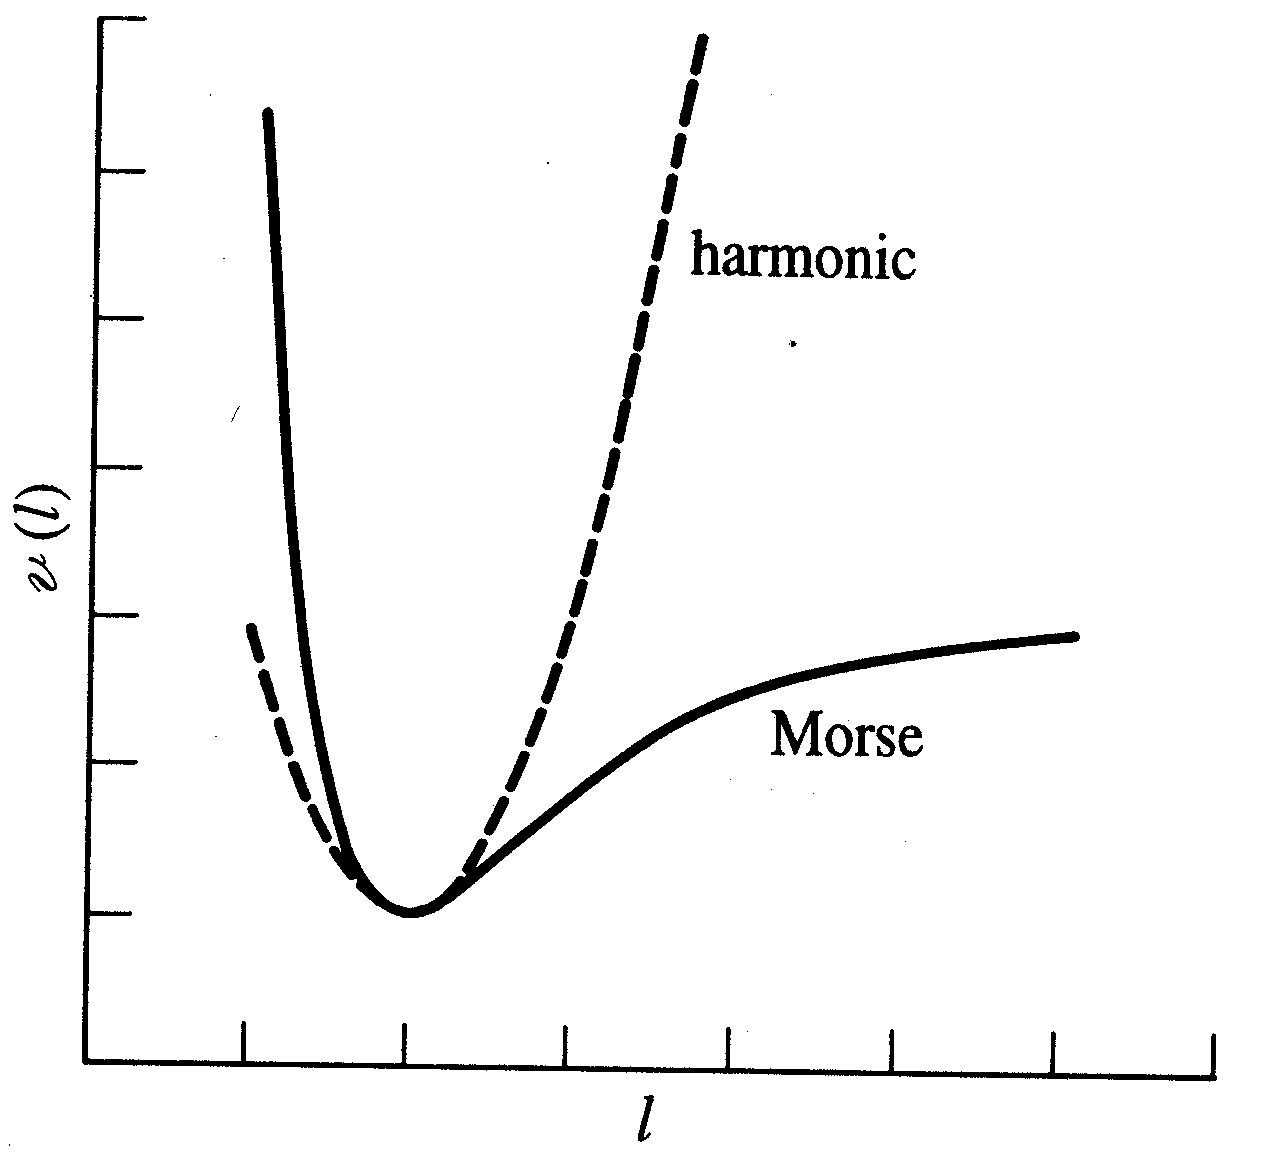 harmonic
v (l)
Morse
l